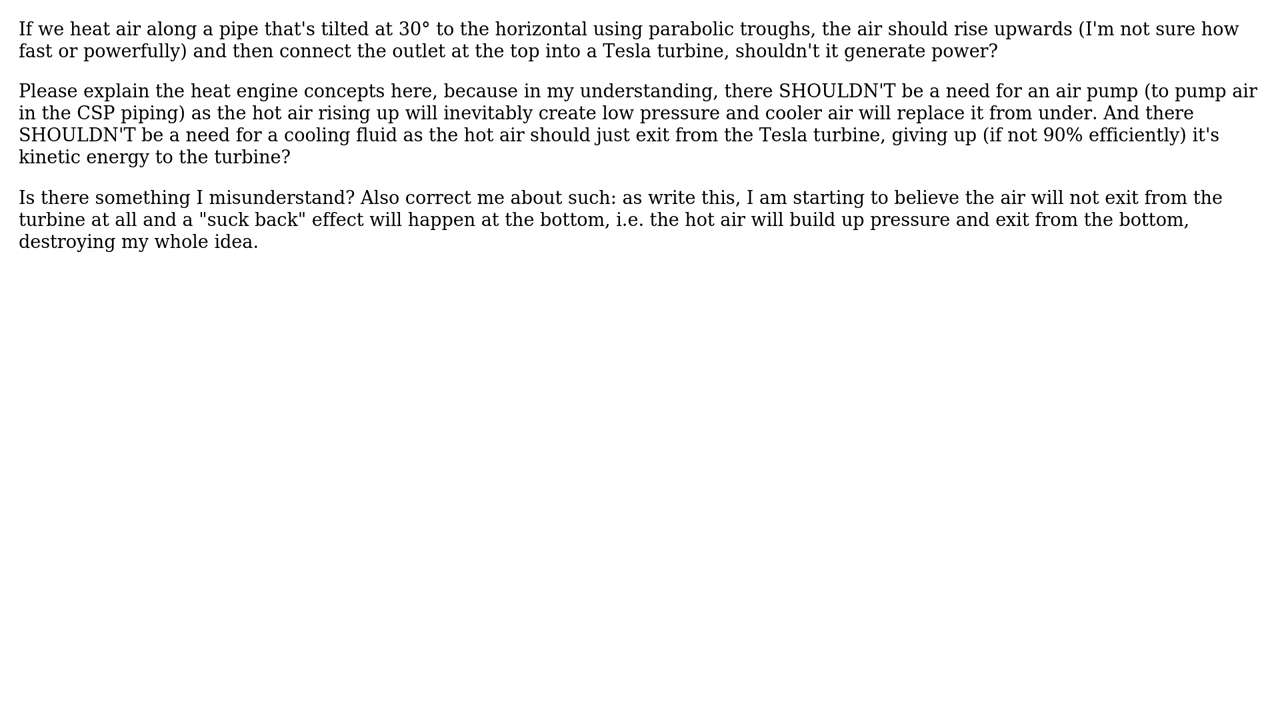 If we heat air along a pipe that's tilted at 30° to the horizontal using parabolic troughs, the air should rise upwards (I'm not sure how
fast or powerfully) and then connect the outlet at the top into a Tesla turbine, shouldn't it generate power?
Please explain the heat engine concepts here, because in my understanding, there SHOULDN'T be a need for an air pump (to pump air
in the CSP piping) as the hot air rising up will inevitably create low pressure and cooler air will replace it from under. And there
SHOULDN'T be a need for a cooling fluid as the hot air should just exit from the Tesla turbine, giving up (if not 90% efficiently) it's
kinetic energy to the turbine?
Is there something I misunderstand? Also correct me about such: as write this, I am starting to believe the air will not exit from the
turbine at all and a "suck back" effect will happen at the bottom, i.e. the hot air will build up pressure and exit from the bottom,
destroying my whole idea.